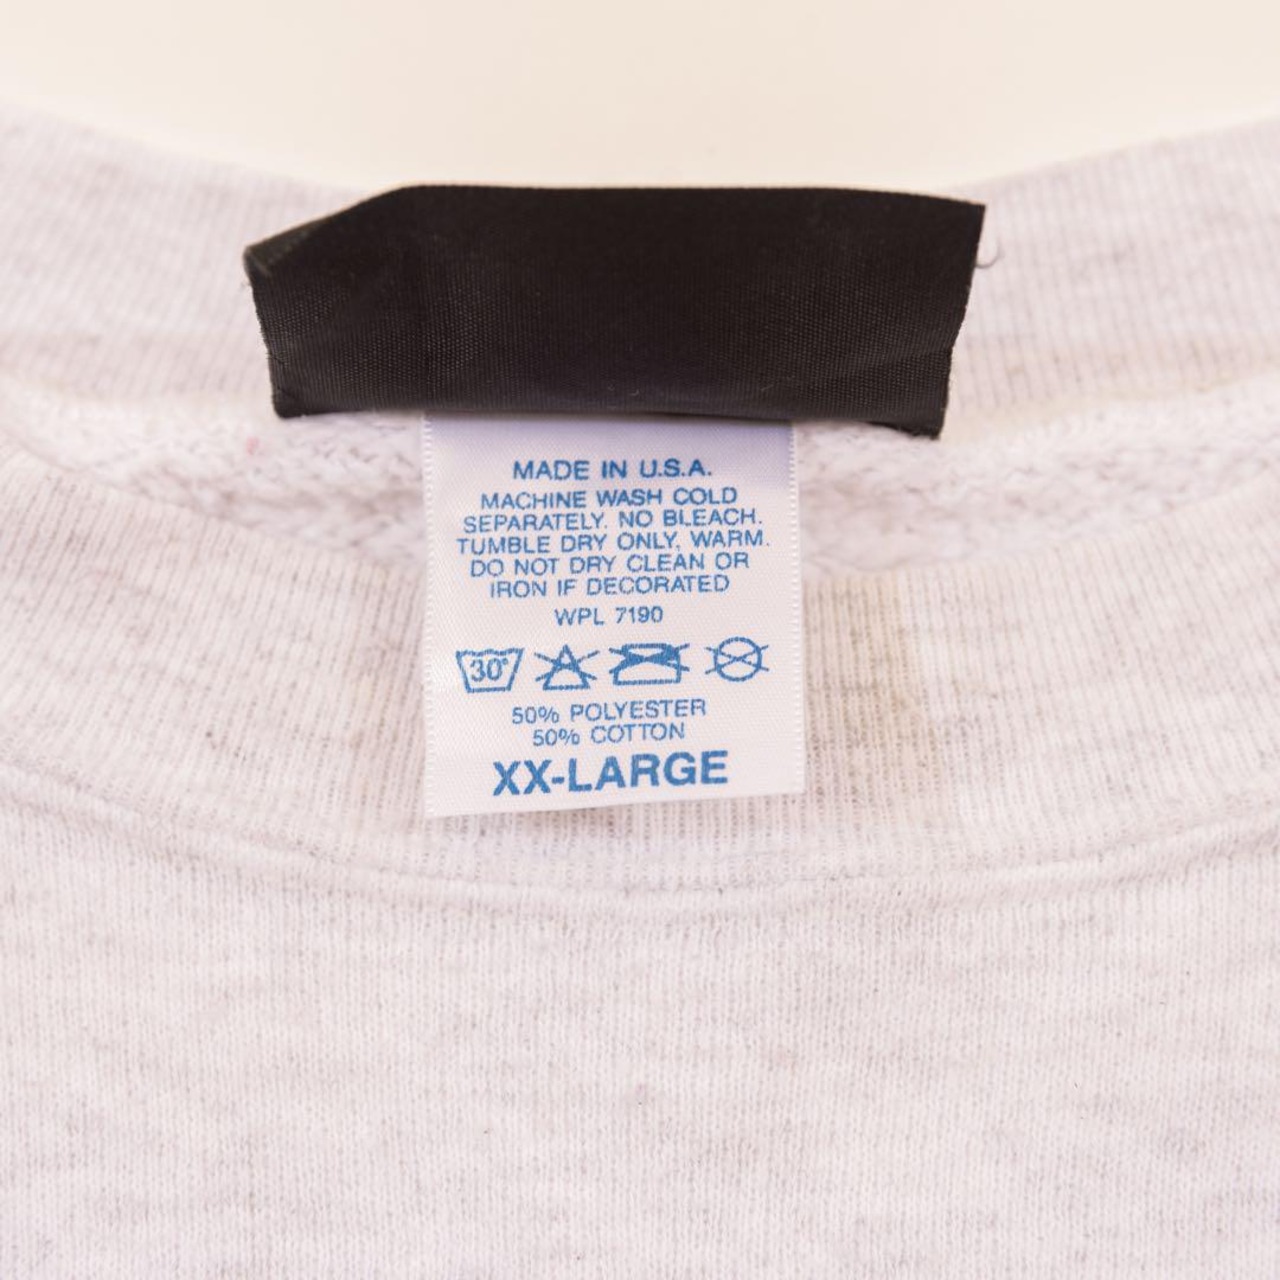 MADE IN U.S.A.
MACHINE WASH COLD
SEPARATELY. NO BLEACH.
TUMBLE DRY ONLY, WARM.
DO NOT DRY CLEAN OR
IRON IF DECORATED
WPL 7190
30°
50% POLYESTER
50% COTTON
XX-LARGE